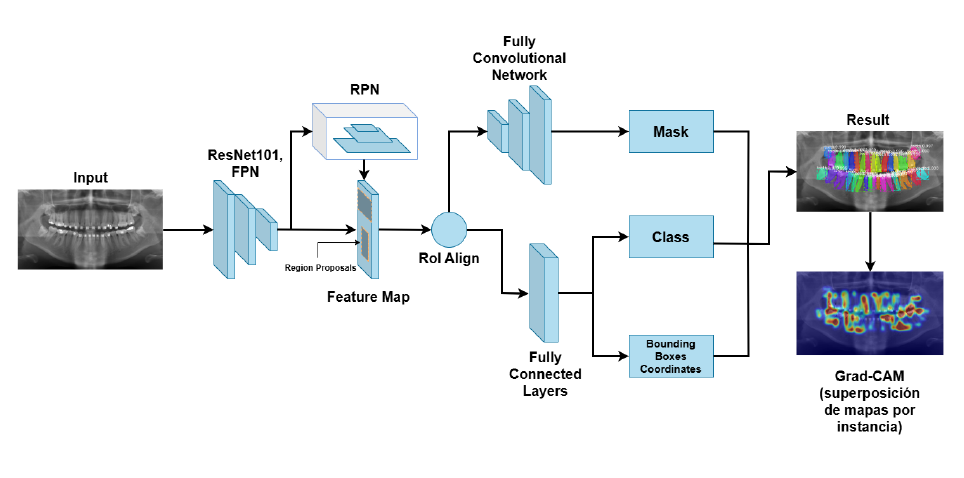 Input
ResNet101,
FPN
RPN
Region Proposals
Feature Map
RoI Align
Fully
Convolutional
Network
Fully
Connected
Layers
Mask
Class
Bounding
Boxes
Coordinates
Result
Grad-CAM
(superposición
de mapas por
instancia)